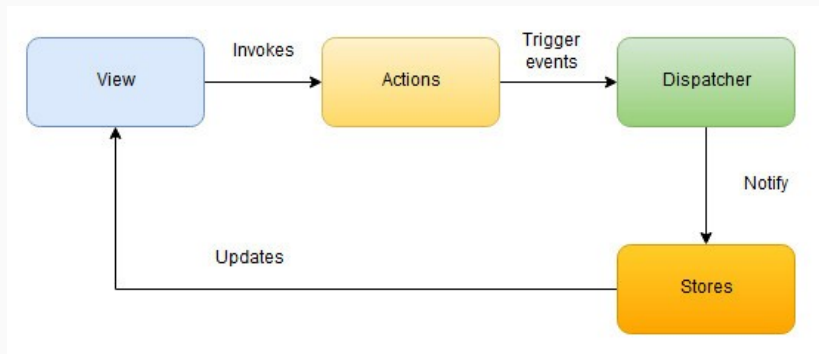 View
Invokes
Actions
Trigger
events
Dispatcher
Notify
Updates
Stores